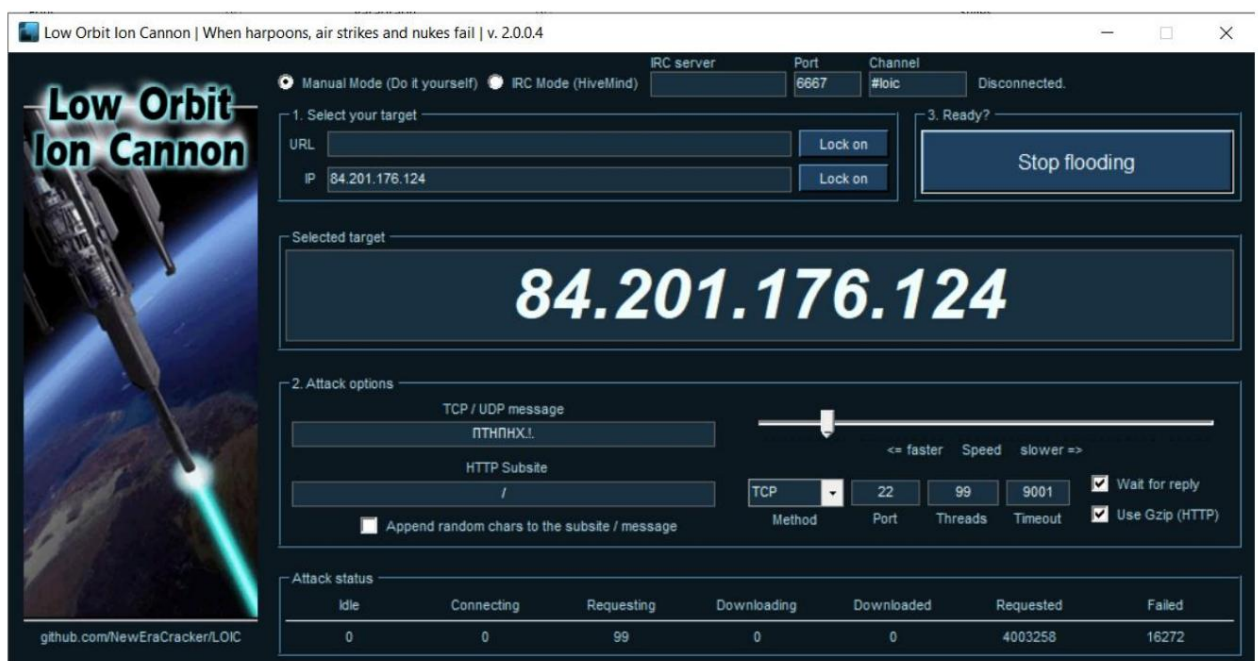 Low Orbit Ion Cannon | When harpoons, air strikes and nukes fail | v. 2.0.0.4
IRC server Port Channel
Manual Mode (Do it yourself) IRC Mode (HiveMind) 6667 #loic Disconnected.
Low Orbit
Ion Cannon
1. Select your target
3. Ready?
URL Lock on
Stop flooding
IP 84.201.176.124 Lock on
Selected target
84.201.176.124
2. Attack options
TCP / UDP message
ПТНПНХ.!.
<= faster Speed slower =>
HTTP Subsite
/
TCP 22 99 9001 Wait for reply
Method Port Threads Timeout Use Gzip (HTTP)
Append random chars to the subsite / message
Attack status
Idle Connecting Requesting Downloading Downloaded Requested Failed
0 0 99 0 0 4003258 16272
github.com/NewEraCracker/LOIC